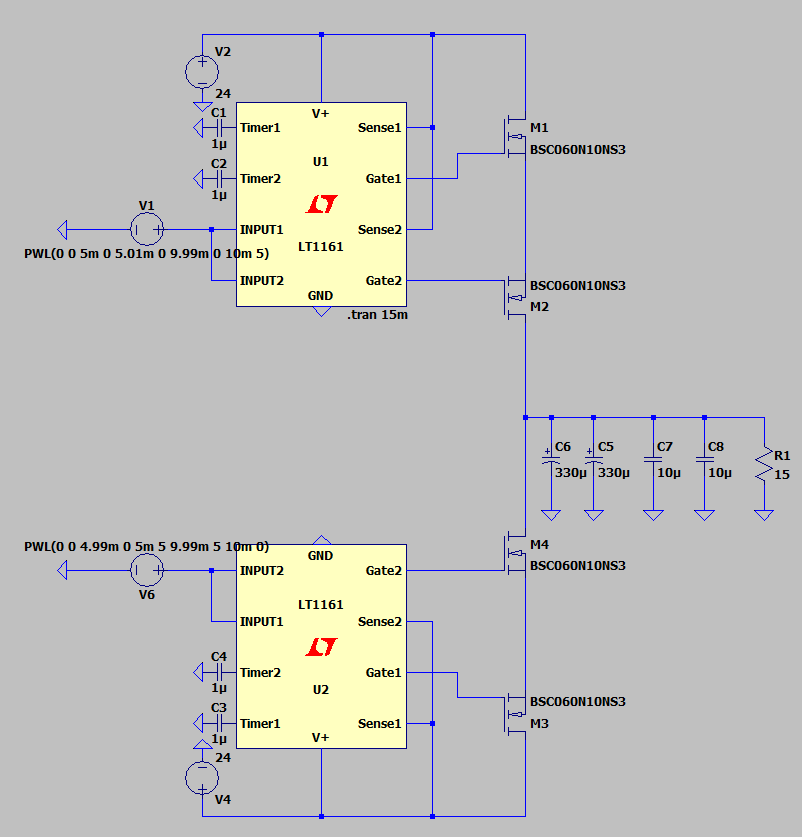 V2
24
C1
1µ
Timer1
V+
Sense1
M1
BSC060N10NS3
C2
1µ
Timer2
U1
Gate1
V1
INPUT1
Sense2
PWL(0 0 5m 0 5.01m 0 9.99m 0 10m 5)
LT1161
INPUT2
Gate2
BSC060N10NS3
GND
M2
.tran 15m
C6
330µ
C5
330µ
C7
10µ
C8
10µ
R1
15
PWL(0 0 4.99m 0 5m 5 9.99m 5 10m 0)
GND
M4
BSC060N10NS3
INPUT2
Gate2
V6
LT1161
INPUT1
Sense2
C4
1µ
Timer2
Gate1
U2
BSC060N10NS3
C3
1µ
Timer1
Sense1
M3
V+
24
V4